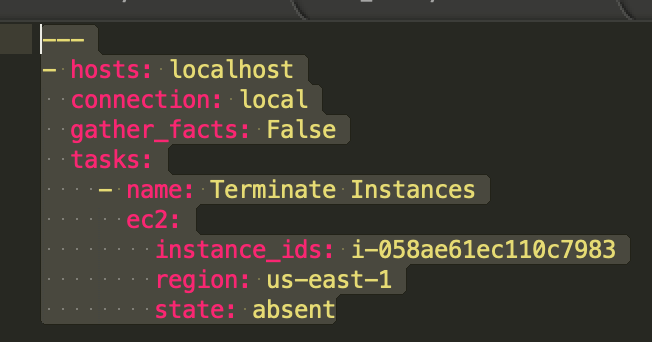 ---
- hosts: localhost
  connection: local
  gather_facts: False
  tasks:
    - name: Terminate Instances
      ec2:
        instance_ids: i-058ae61ec110c7983
        region: us-east-1
        state: absent